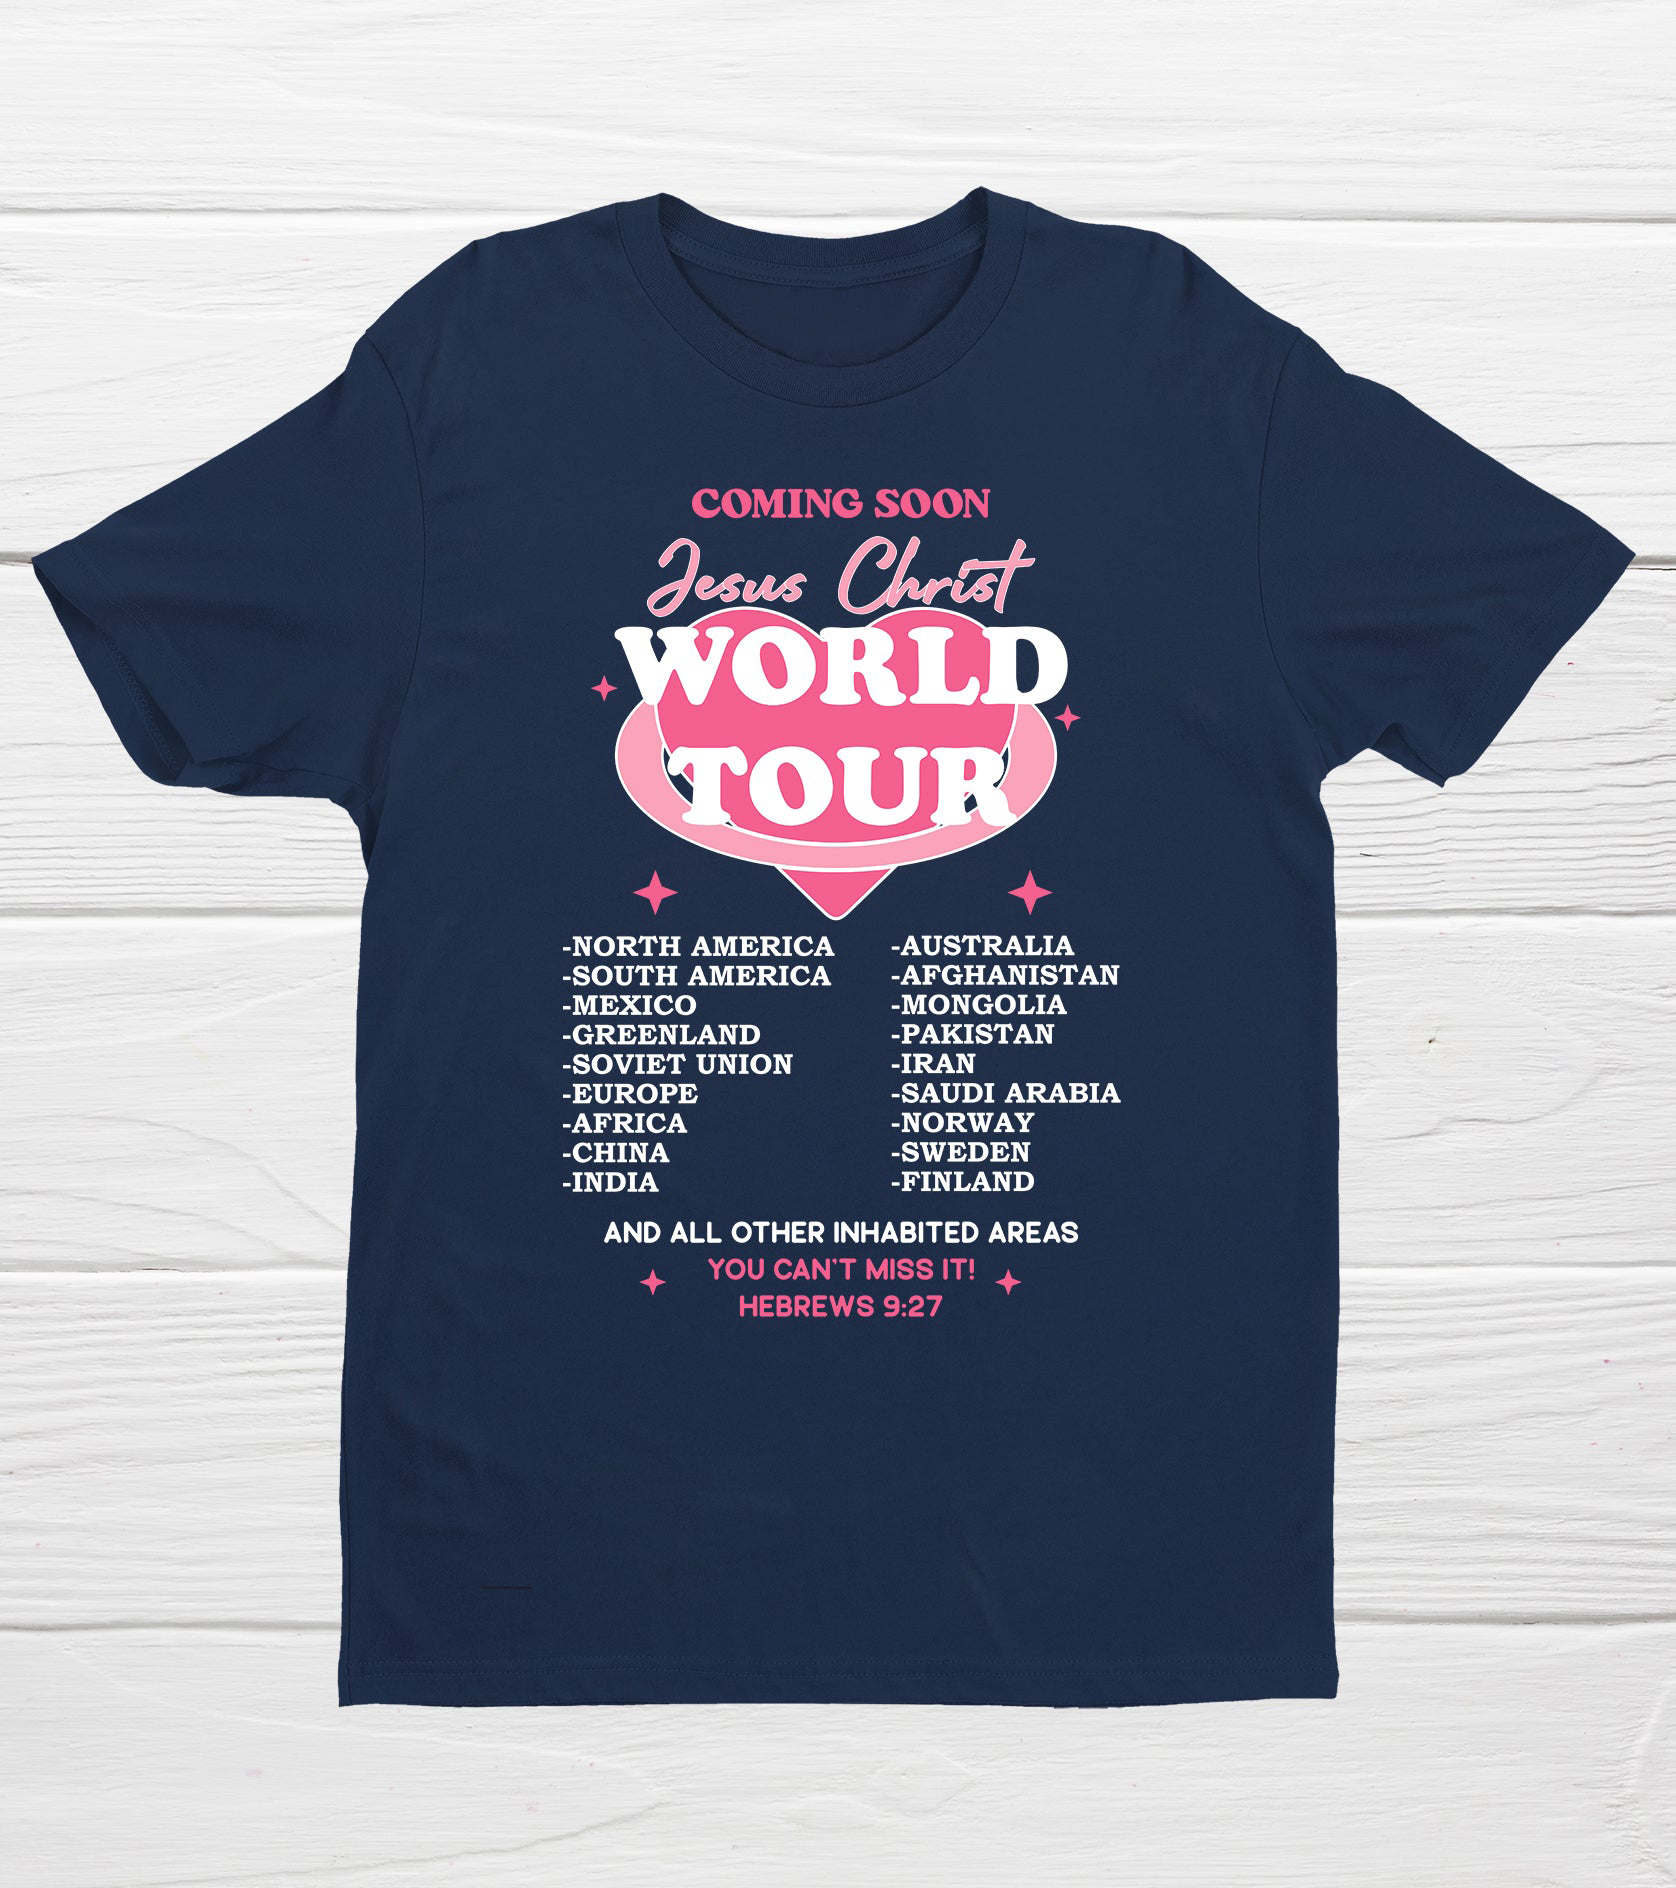 COMING SOON
Jesus Christ
WORLD
TOUR
-NORTH AMERICA
-SOUTH AMERICA
-MEXICO
-GREENLAND
-SOVIET UNION
-EUROPE
-AFRICA
-CHINA
-INDIA
-AUSTRALIA
-AFGHANISTAN
-MONGOLIA
-PAKISTAN
-IRAN
-SAUDI ARABIA
-NORWAY
-SWEDEN
-FINLAND
AND ALL OTHER INHABITED AREAS
YOU CAN'T MISS IT!
HEBREWS 9:27